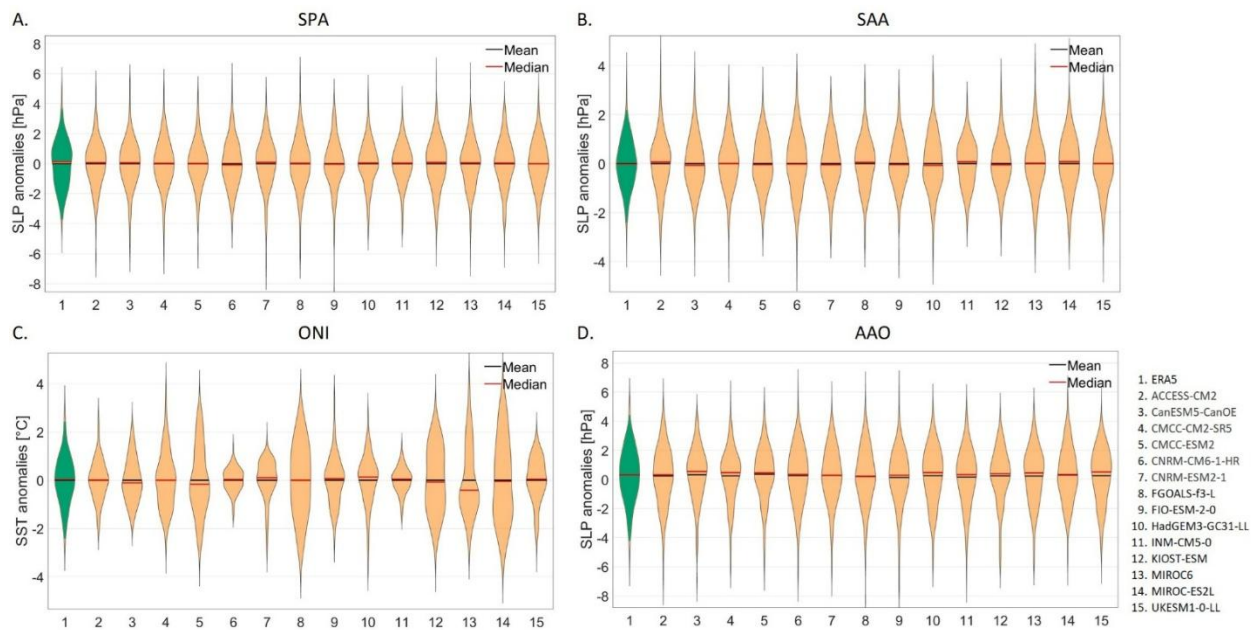 A.
SPA
SLP anomalies [hPa]
8
6
4
2
0
-2
-4
-6
-8
Mean
Median
1 2 3 4 5 6 7 8 9 10 11 12 13 14 15
B.
SAA
SLP anomalies [hPa]
4
2
0
-2
-4
Mean
Median
1 2 3 4 5 6 7 8 9 10 11 12 13 14 15
C.
ONI
SST anomalies [°C]
4
2
0
-2
-4
Mean
Median
1 2 3 4 5 6 7 8 9 10 11 12 13 14 15
D.
AAO
SLP anomalies [hPa]
8
6
4
2
0
-2
-4
-6
-8
Mean
Median
1 2 3 4 5 6 7 8 9 10 11 12 13 14 15
1. ERA5
2. ACCESS-CM2
3. CanESM5-CanOE
4. CMCC-CM2-SR5
5. CMCC-ESM2
6. CNRM-CM6-1-HR
7. CNRM-ESM2-1
8. FGOALS-f3-L
9. FIO-ESM-2-0
10. HadGEM3-GC31-LL
11. INM-CM5-0
12. KIOST-ESM
13. MIROC6
14. MIROC-ES2L
15. UKESM1-0-LL